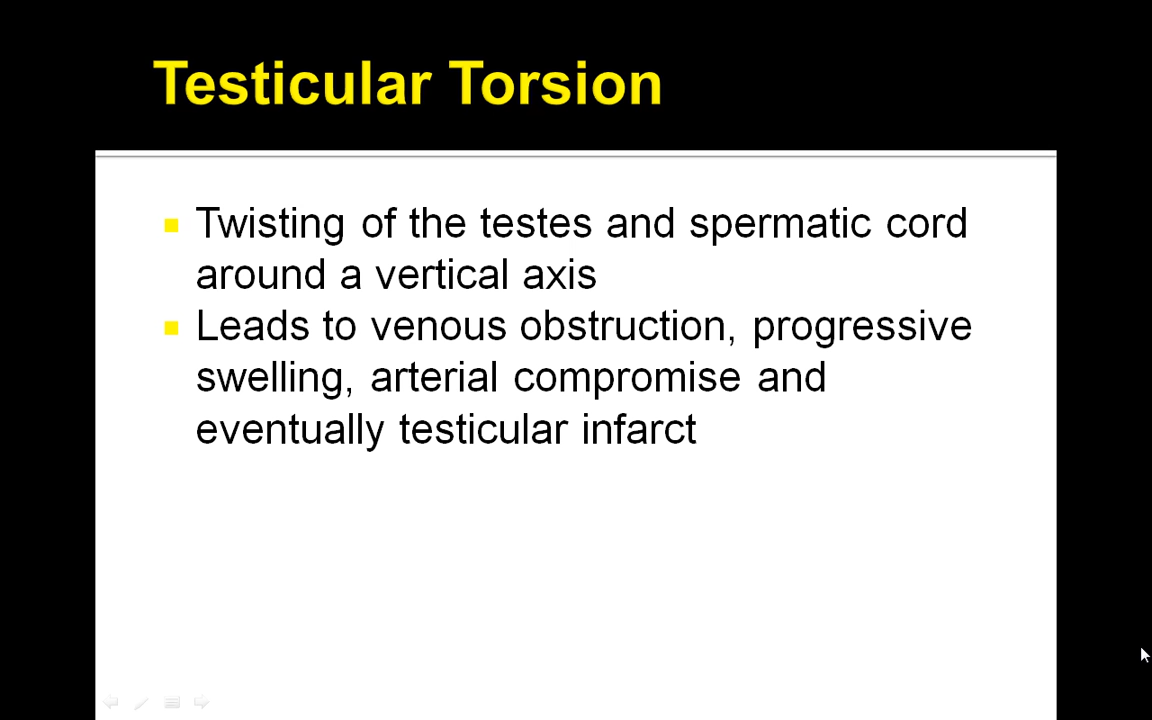 Testicular Torsion
Twisting of the testes and spermatic cord
around a vertical axis
Leads to venous obstruction, progressive
swelling, arterial compromise and
eventually testicular infarct